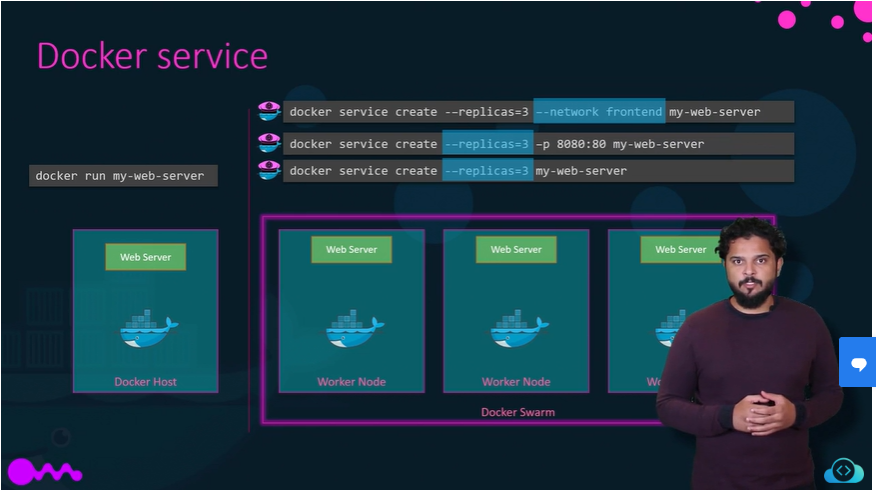 Docker service
docker run my-web-server
Web Server
Docker Host
docker service create --replicas=3 --network frontend my-web-server
docker service create --replicas=3 -p 8080:80 my-web-server
docker service create --replicas=3 my-web-server
Web Server
Web Server
Web Server
Worker Node
Worker Node
Docker Swarm